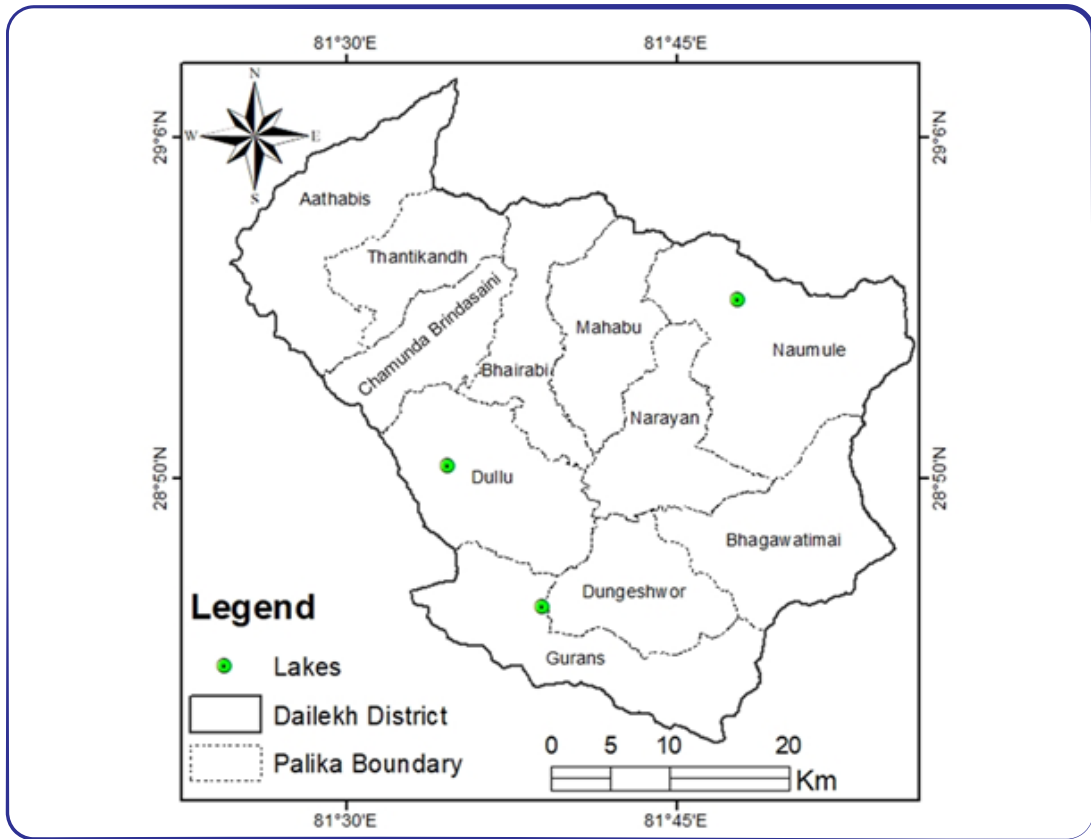 81°30'E 81°45'E
N
W E
S
29°6'N 29°6'N
Aathabis
Thantikandh
Chamunda Brindasaini
Mahabu
Naumule
Bhairabi
Narayan
Dullu
28°50'N 28°50'N
Bhagawatimai
Dungeshwor
Gurans
Legend
Lakes
Dailekh District
Palika Boundary
0 5 10 20
Km
81°30'E 81°45'E